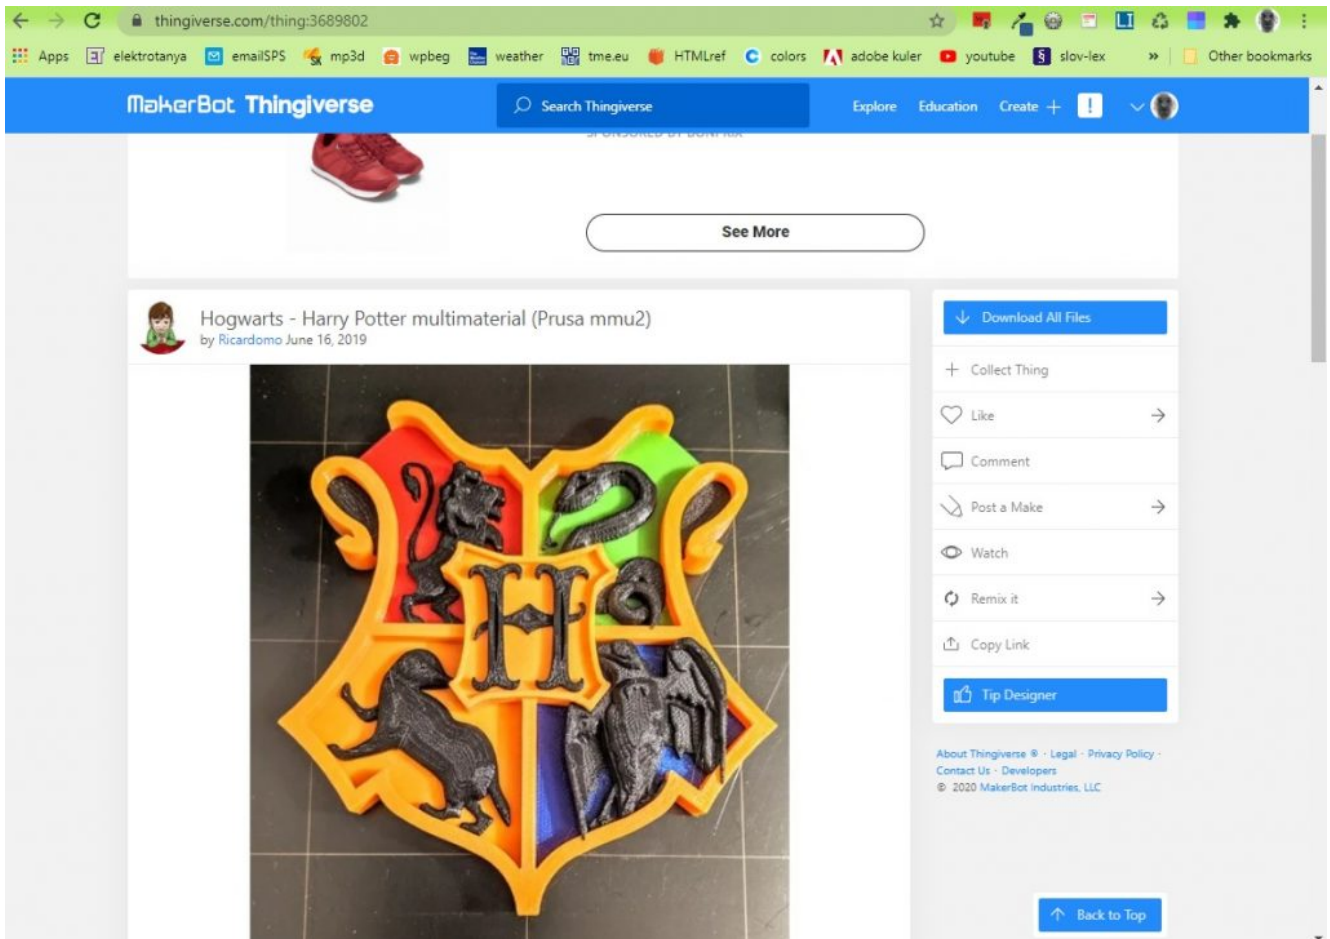 thingiverse.com/thing:3689802
Apps elektrotanya emailSPS mp3d wpbeg weather tme.eu HTMLref colors adobe kuler youtube slov-lex » Other bookmarks
MakerBot Thingiverse Search Thingiverse Explore Education Create + !
SPONSORED BY BONPRIX
See More
Hogwarts - Harry Potter multimaterial (Prusa mmu2)
by Ricardomo June 16, 2019
H
Download All Files
Collect Thing
Like
Comment
Post a Make
Watch
Remix it
Copy Link
Tip Designer
About Thingiverse ® · Legal · Privacy Policy ·
Contact Us · Developers
© 2020 MakerBot Industries, LLC
Back to Top